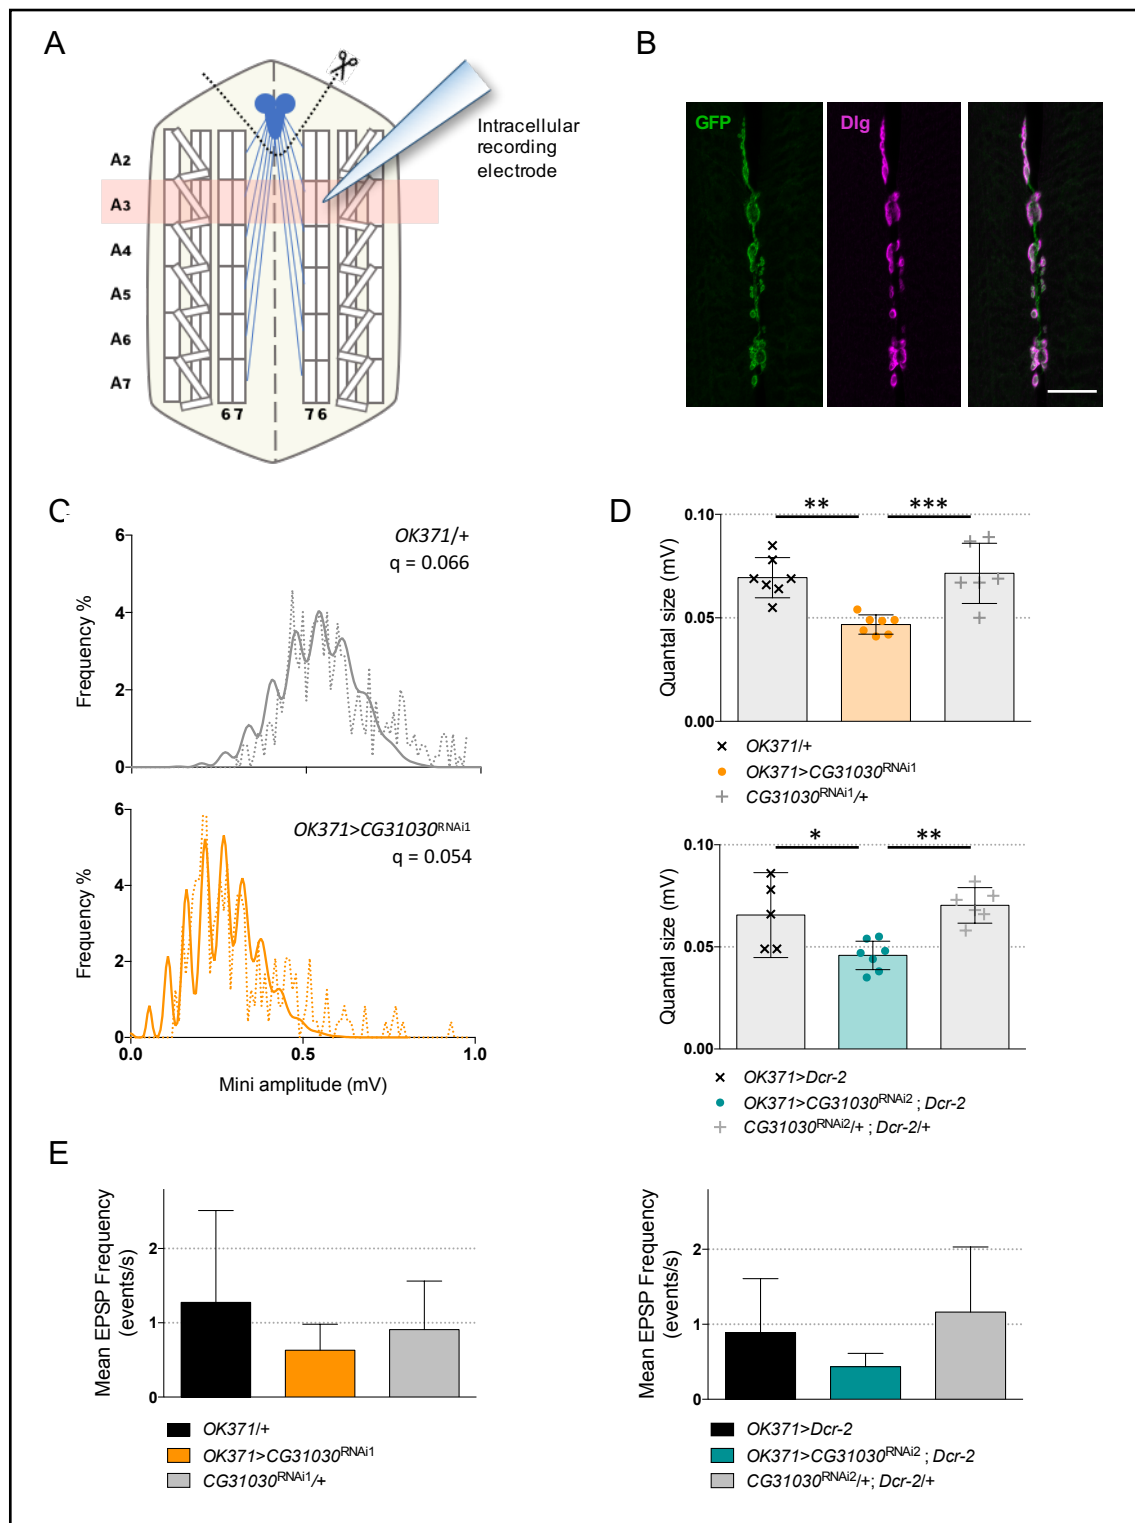 A
Intracellular
recording
electrode
A2
A3
A4
A5
A6
A7
6 7
7 6
B
GFP
Dlg
C
6
4
2
0
Frequency %
OK371/+
q = 0.066
6
4
2
0
Frequency %
OK371>CG31030RNAi1
q = 0.054
0.0
0.5
1.0
Mini amplitude (mV)
D
** ***
0.10
0.05
0.00
Quantal size (mV)
OK371/+
OK371>CG31030RNAi1
CG31030RNAi1/+
* **
0.10
0.05
0.00
Quantal size (mV)
OK371>Dcr-2
OK371>CG31030RNAi2 ; Dcr-2
CG31030RNAi2/+ ; Dcr-2/+
E
Mean EPSP Frequency
(events/s)
2
1
0
OK371/+
OK371>CG31030RNAi1
CG31030RNAi1/+
Mean EPSP Frequency
(events/s)
2
1
0
OK371>Dcr-2
OK371>CG31030RNAi2 ; Dcr-2
CG31030RNAi2/+; Dcr-2/+